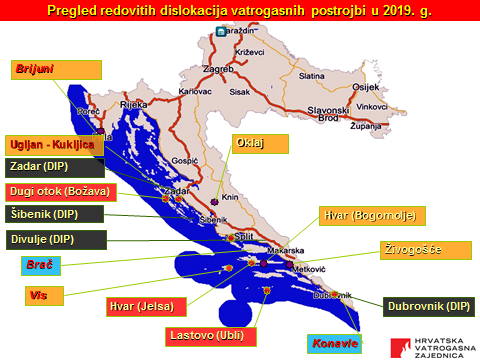 Pregled redovitih dislokacija vatrogasnih postrojbi u 2019. g.
Varaždin
Križevci
Zagreb
Karlovac
Sisak
Slatina
Osijek
Vinkovci
Slavonski
Brod
Županja
Brijuni
Poreč
Rijeka
Pula
Ugljan - Kukljica
Zadar (DIP)
Dugi otok (Božava)
Šibenik (DIP)
Divulje (DIP)
Brač
Vis
Gospić
Oklaj
Zadar
Knin
Šibenik
Split
Makarska
Metković
Dubrovnik
Hvar (Bogomolje)
Živogošće
Hvar (Jelsa)
Lastovo (Ubli)
Dubrovnik (DIP)
Konavle
HRVATSKA
VATROGASNA
ZAJEDNICA